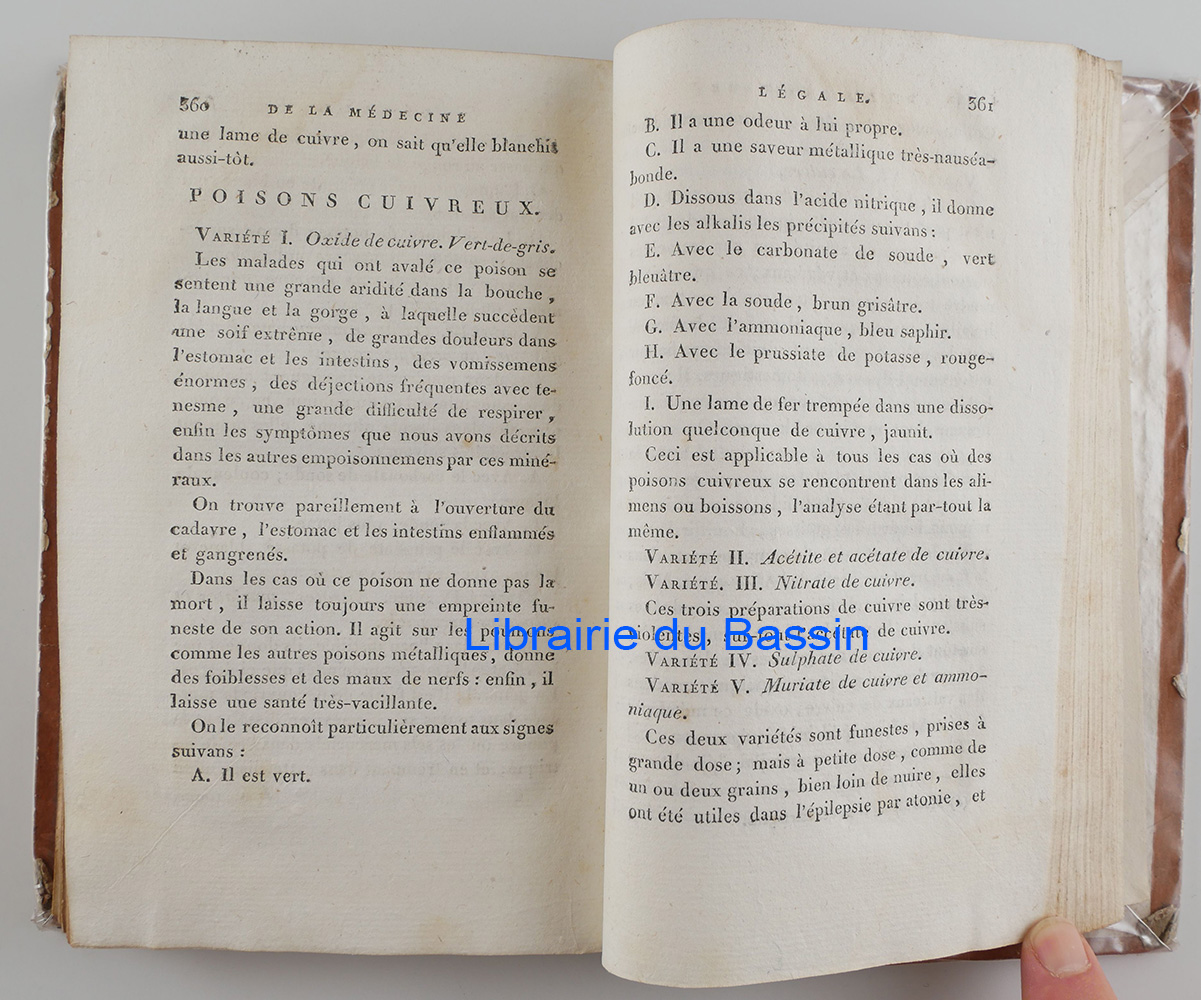 360 DE LA MÉDECINE
une lame de cuivre, on sait qu'elle blanchit
aussi-tôt.
POISONS CUIVREUX.
VARIÉTÉ I. Oxide de cuivre. Vert-de-gris.
Les malades qui ont avalé ce poison se
sentent une grande aridité dans la bouche,
la langue et la gorge, à laquelle succèdent
une soif extrême, de grandes douleurs dans
l'estomac et les intestins, des vomissemens
énormes, des déjections fréquentes avec te-
nesme, une grande difficulté de respirer,
enfin les symptômes que nous avons décrits
dans les autres empoisonnemens par ces miné-
raux.
On trouve pareillement à l'ouverture du
cadavre, l'estomac et les intestins enflammés
et gangrenés.
Dans les cas où ce poison ne donne pas la
mort, il laisse toujours une empreinte fu-
neste de son action. Il agit sur les poumons
comme les autres poisons métalliques, donne
des foiblesses et des maux de nerfs : enfin, il
laisse une santé très-vacillante.
On le reconnoît particulièrement aux signes
suivans :
A. Il est vert.
LÉGALE. 361
B. Il a une odeur à lui propre.
C. Il a une saveur métallique très-nauséa-
bonde.
D. Dissous dans l'acide nitrique, il donne
avec les alkalis les précipités suivans :
E. Avec le carbonate de soude, vert
bleuâtre.
F. Avec la soude, brun grisâtre.
G. Avec l'ammoniaque, bleu saphir.
H. Avec le prussiate de potasse, rouge-
foncé.
I. Une lame de fer trempée dans une disso-
lution quelconque de cuivre, jaunit.
Ceci est applicable à tous les cas où des
poisons cuivreux se rencontrent dans les ali-
mens ou boissons, l'analyse étant par-tout la
même.
VARIÉTÉ II. Acétite et acétate de cuivre.
VARIÉTÉ. III. Nitrate de cuivre.
Ces trois préparations de cuivre sont très-
violentes, sur-tout l'acétate de cuivre.
VARIÉTÉ IV. Sulphate de cuivre.
VARIÉTÉ V. Muriate de cuivre et ammo-
niaque.
Ces deux variétés sont funestes, prises à
grande dose ; mais à petite dose, comme de
un ou deux grains, bien loin de nuire, elles
ont été utiles dans l'épilepsie par atonie, et
Librairie du Bassin